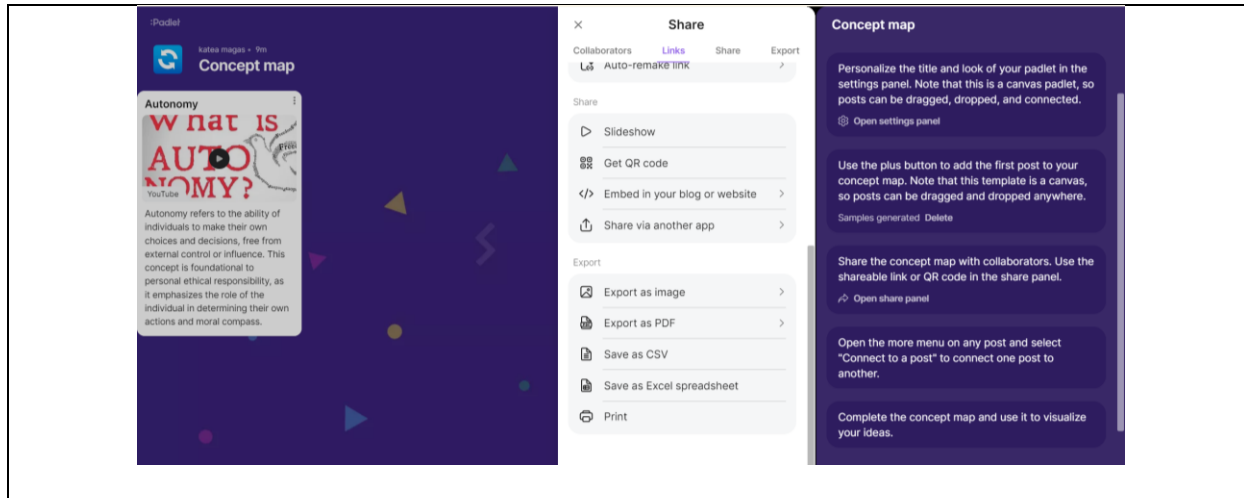 :Padlet
katea magas • 9m
Concept map
Autonomy
What is
AUTO
NOMY?
Free
YouTube
Autonomy refers to the ability of
individuals to make their own
choices and decisions, free from
external control or influence. This
concept is foundational to
personal ethical responsibility, as
it emphasizes the role of the
individual in determining their own
actions and moral compass.
Share
Collaborators Links Share Export
Auto-remake link
Share
Slideshow
Get QR code
Embed in your blog or website
Share via another app
Export
Export as image
Export as PDF
Save as CSV
Save as Excel spreadsheet
Print
Concept map
Personalize the title and look of your padlet in the
settings panel. Note that this is a canvas padlet, so
posts can be dragged, dropped, and connected.
Open settings panel
Use the plus button to add the first post to your
concept map. Note that this template is a canvas,
so posts can be dragged and dropped anywhere.
Samples generated Delete
Share the concept map with collaborators. Use the
shareable link or QR code in the share panel.
Open share panel
Open the more menu on any post and select
"Connect to a post" to connect one post to
another.
Complete the concept map and use it to visualize
your ideas.